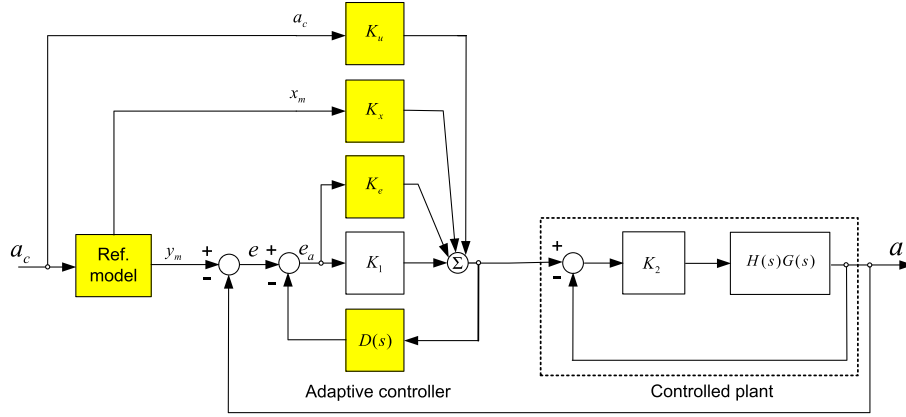 a_c
K_u
x_m
K_x
K_e
a_c
Ref.
model
y_m
+
-
e
+
-
e_a
K_1
Σ
+
-
K_2
H(s)G(s)
a
D(s)
Adaptive controller
Controlled plant